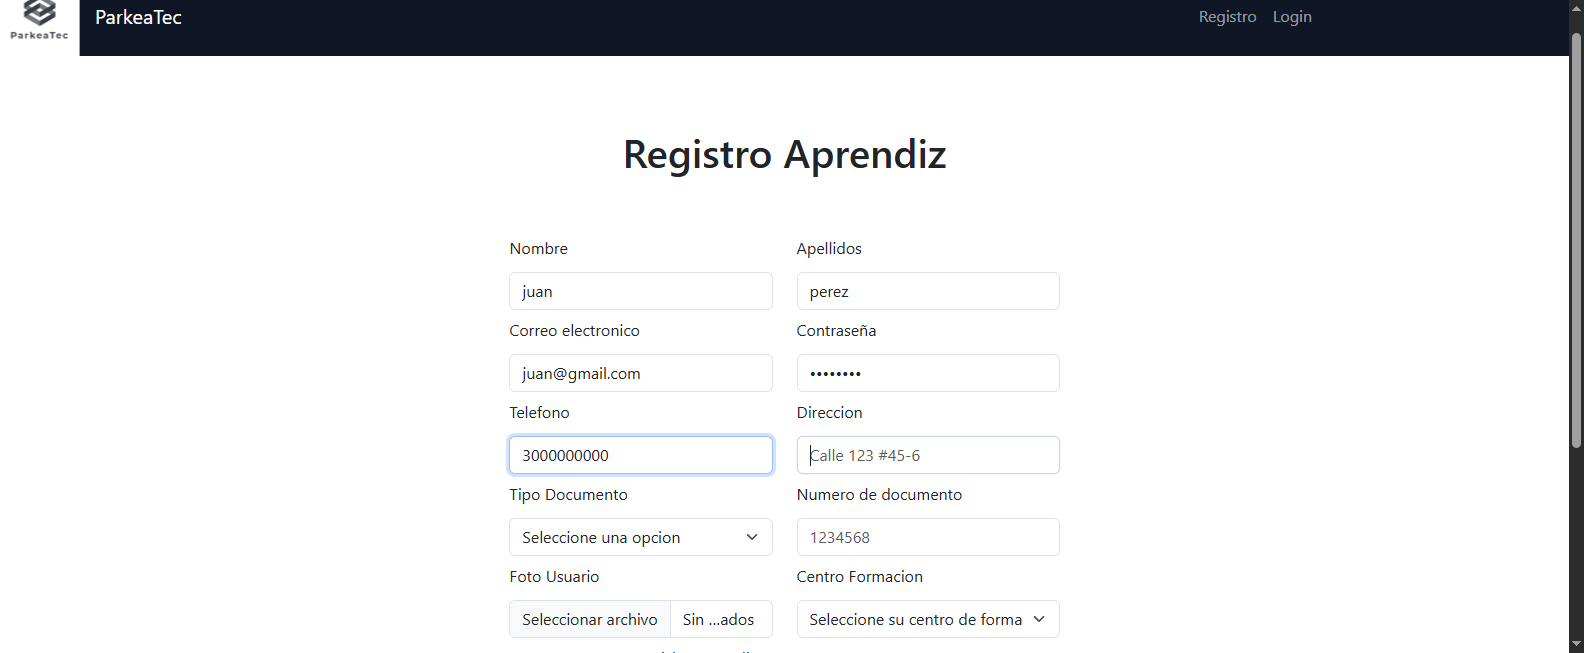 ParkeaTec
ParkeaTec
Registro Login
Registro Aprendiz
Nombre Apellidos
juan perez
Correo electronico Contraseña
juan@gmail.com ••••••••
Telefono Direccion
3000000000 Calle 123 #45-6
Tipo Documento Numero de documento
Seleccione una opcion 1234568
Foto Usuario Centro Formacion
Seleccionar archivo Sin ...ados Seleccione su centro de forma